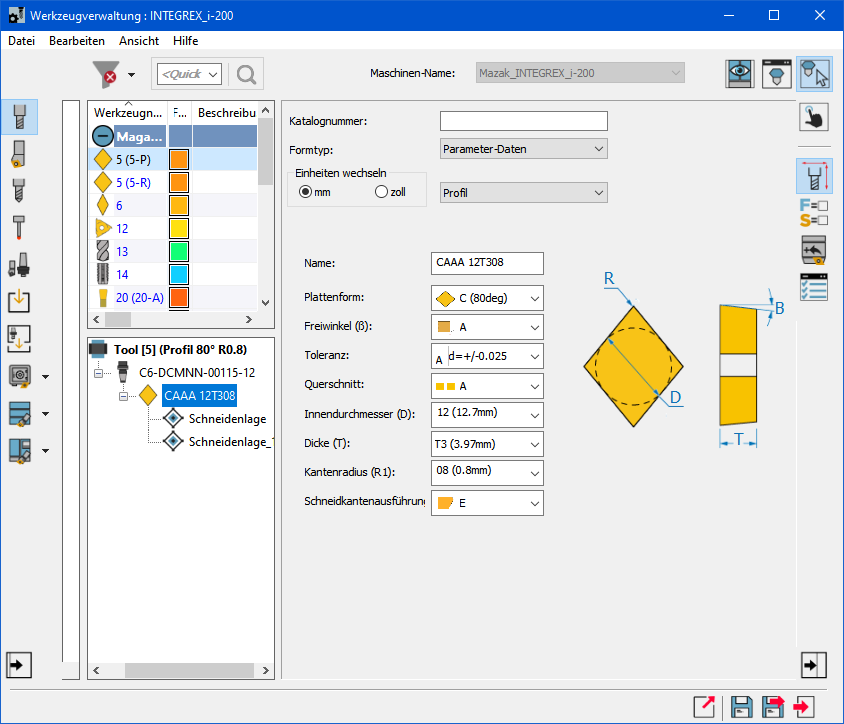 Werkzeugverwaltung : INTEGREX_i-200
Datei Bearbeiten Ansicht Hilfe
<Quick
Maschinen-Name: Mazak_INTEGREX_i-200
Werkzeugn... F... Beschreibu
Maga...
5 (5-P)
5 (5-R)
6
12
13
14
20 (20-A)
Tool [5] (Profil 80° R0.8)
C6-DCMNN-00115-12
CAAA 12T308
Schneidenlage
Schneidenlage_
Katalognummer:
Formtyp: Parameter-Daten
Einheiten wechseln
mm zoll Profil
Name: CAAA 12T308
Plattenform: C (80deg)
Freiwinkel (ß): A
Toleranz: A d=+/-0.025
Querschnitt: A
Innendurchmesser (D): 12 (12.7mm)
Dicke (T): T3 (3.97mm)
Kantenradius (R1): 08 (0.8mm)
Schneidkantenausführung E
R
B
D
T
F=
S=